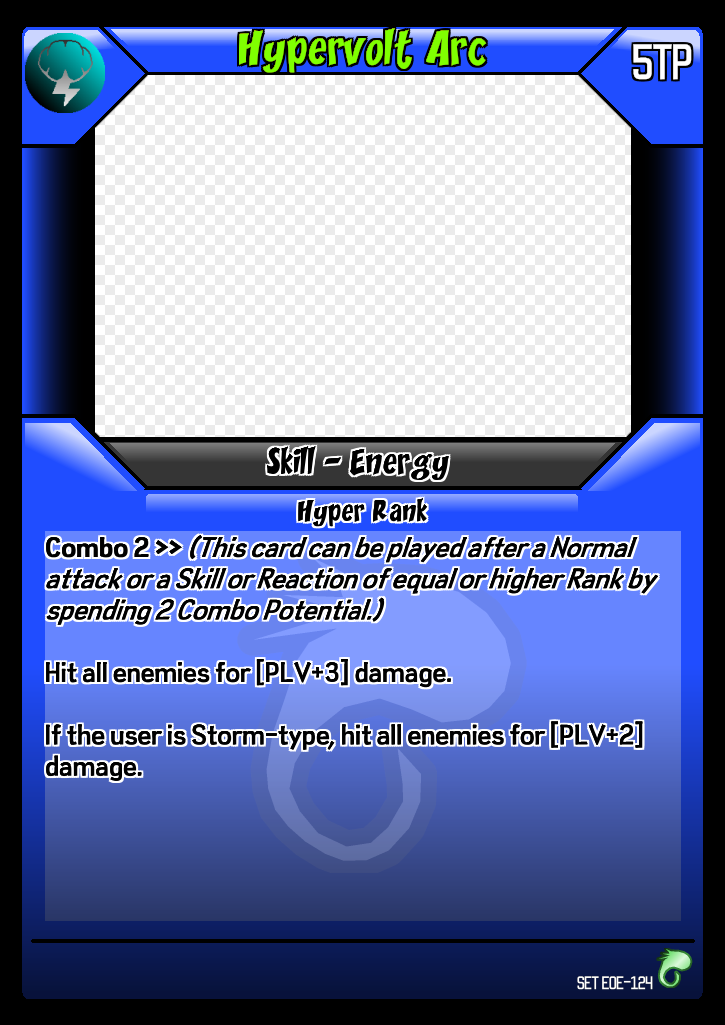 Hypervolt Arc
5TP
Skill - Energy
Hyper Rank
Combo 2 >> (This card can be played after a Normal
attack or a Skill or Reaction of equal or higher Rank by
spending 2 Combo Potential.)
Hit all enemies for [PLV+3] damage.
If the user is Storm-type, hit all enemies for [PLV+2]
damage.
SET EOE-124